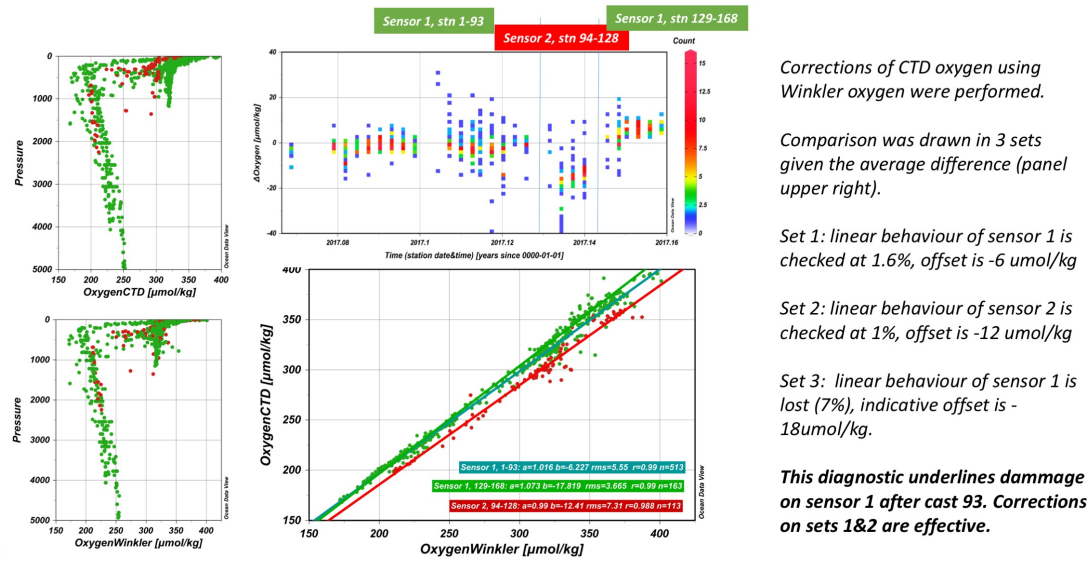 Sensor 1, stn 1-93
Sensor 1, stn 129-168
Sensor 2, stn 94-128
0
1000
2000
3000
4000
5000
Pressure
150 200 250 300 350 400
OxygenCTD [µmol/kg]
Ocean Data View
40
20
0
-20
-40
ΔOxygen [µmol/kg]
2017.08 2017.1 2017.12 2017.14 2017.16
Time (station date&time) [years since 0000-01-01]
Count
15
12.5
10
7.5
5
2.5
0
Ocean Data View
0
1000
2000
3000
4000
5000
Pressure
150 200 250 300 350 400
OxygenWinkler [µmol/kg]
Ocean Data View
400
350
300
250
200
150
OxygenCTD [µmol/kg]
Sensor 1, 1-93: a=1.016 b=-6.227 rms=5.55 r=0.99 n=513
Sensor 1, 129-168: a=1.073 b=-17.819 rms=3.665 r=0.99 n=163
Sensor 2, 94-128: a=0.99 b=-12.41 rms=7.31 r=0.988 n=113
150 200 250 300 350 400
OxygenWinkler [µmol/kg]
Ocean Data View
Corrections of CTD oxygen using
Winkler oxygen were performed.
Comparison was drawn in 3 sets
given the average difference (panel
upper right).
Set 1: linear behaviour of sensor 1 is
checked at 1.6%, offset is -6 umol/kg
Set 2: linear behaviour of sensor 2 is
checked at 1%, offset is -12 umol/kg
Set 3: linear behaviour of sensor 1 is
lost (7%), indicative offset is -
18umol/kg.
This diagnostic underlines dammage
on sensor 1 after cast 93. Corrections
on sets 1&2 are effective.